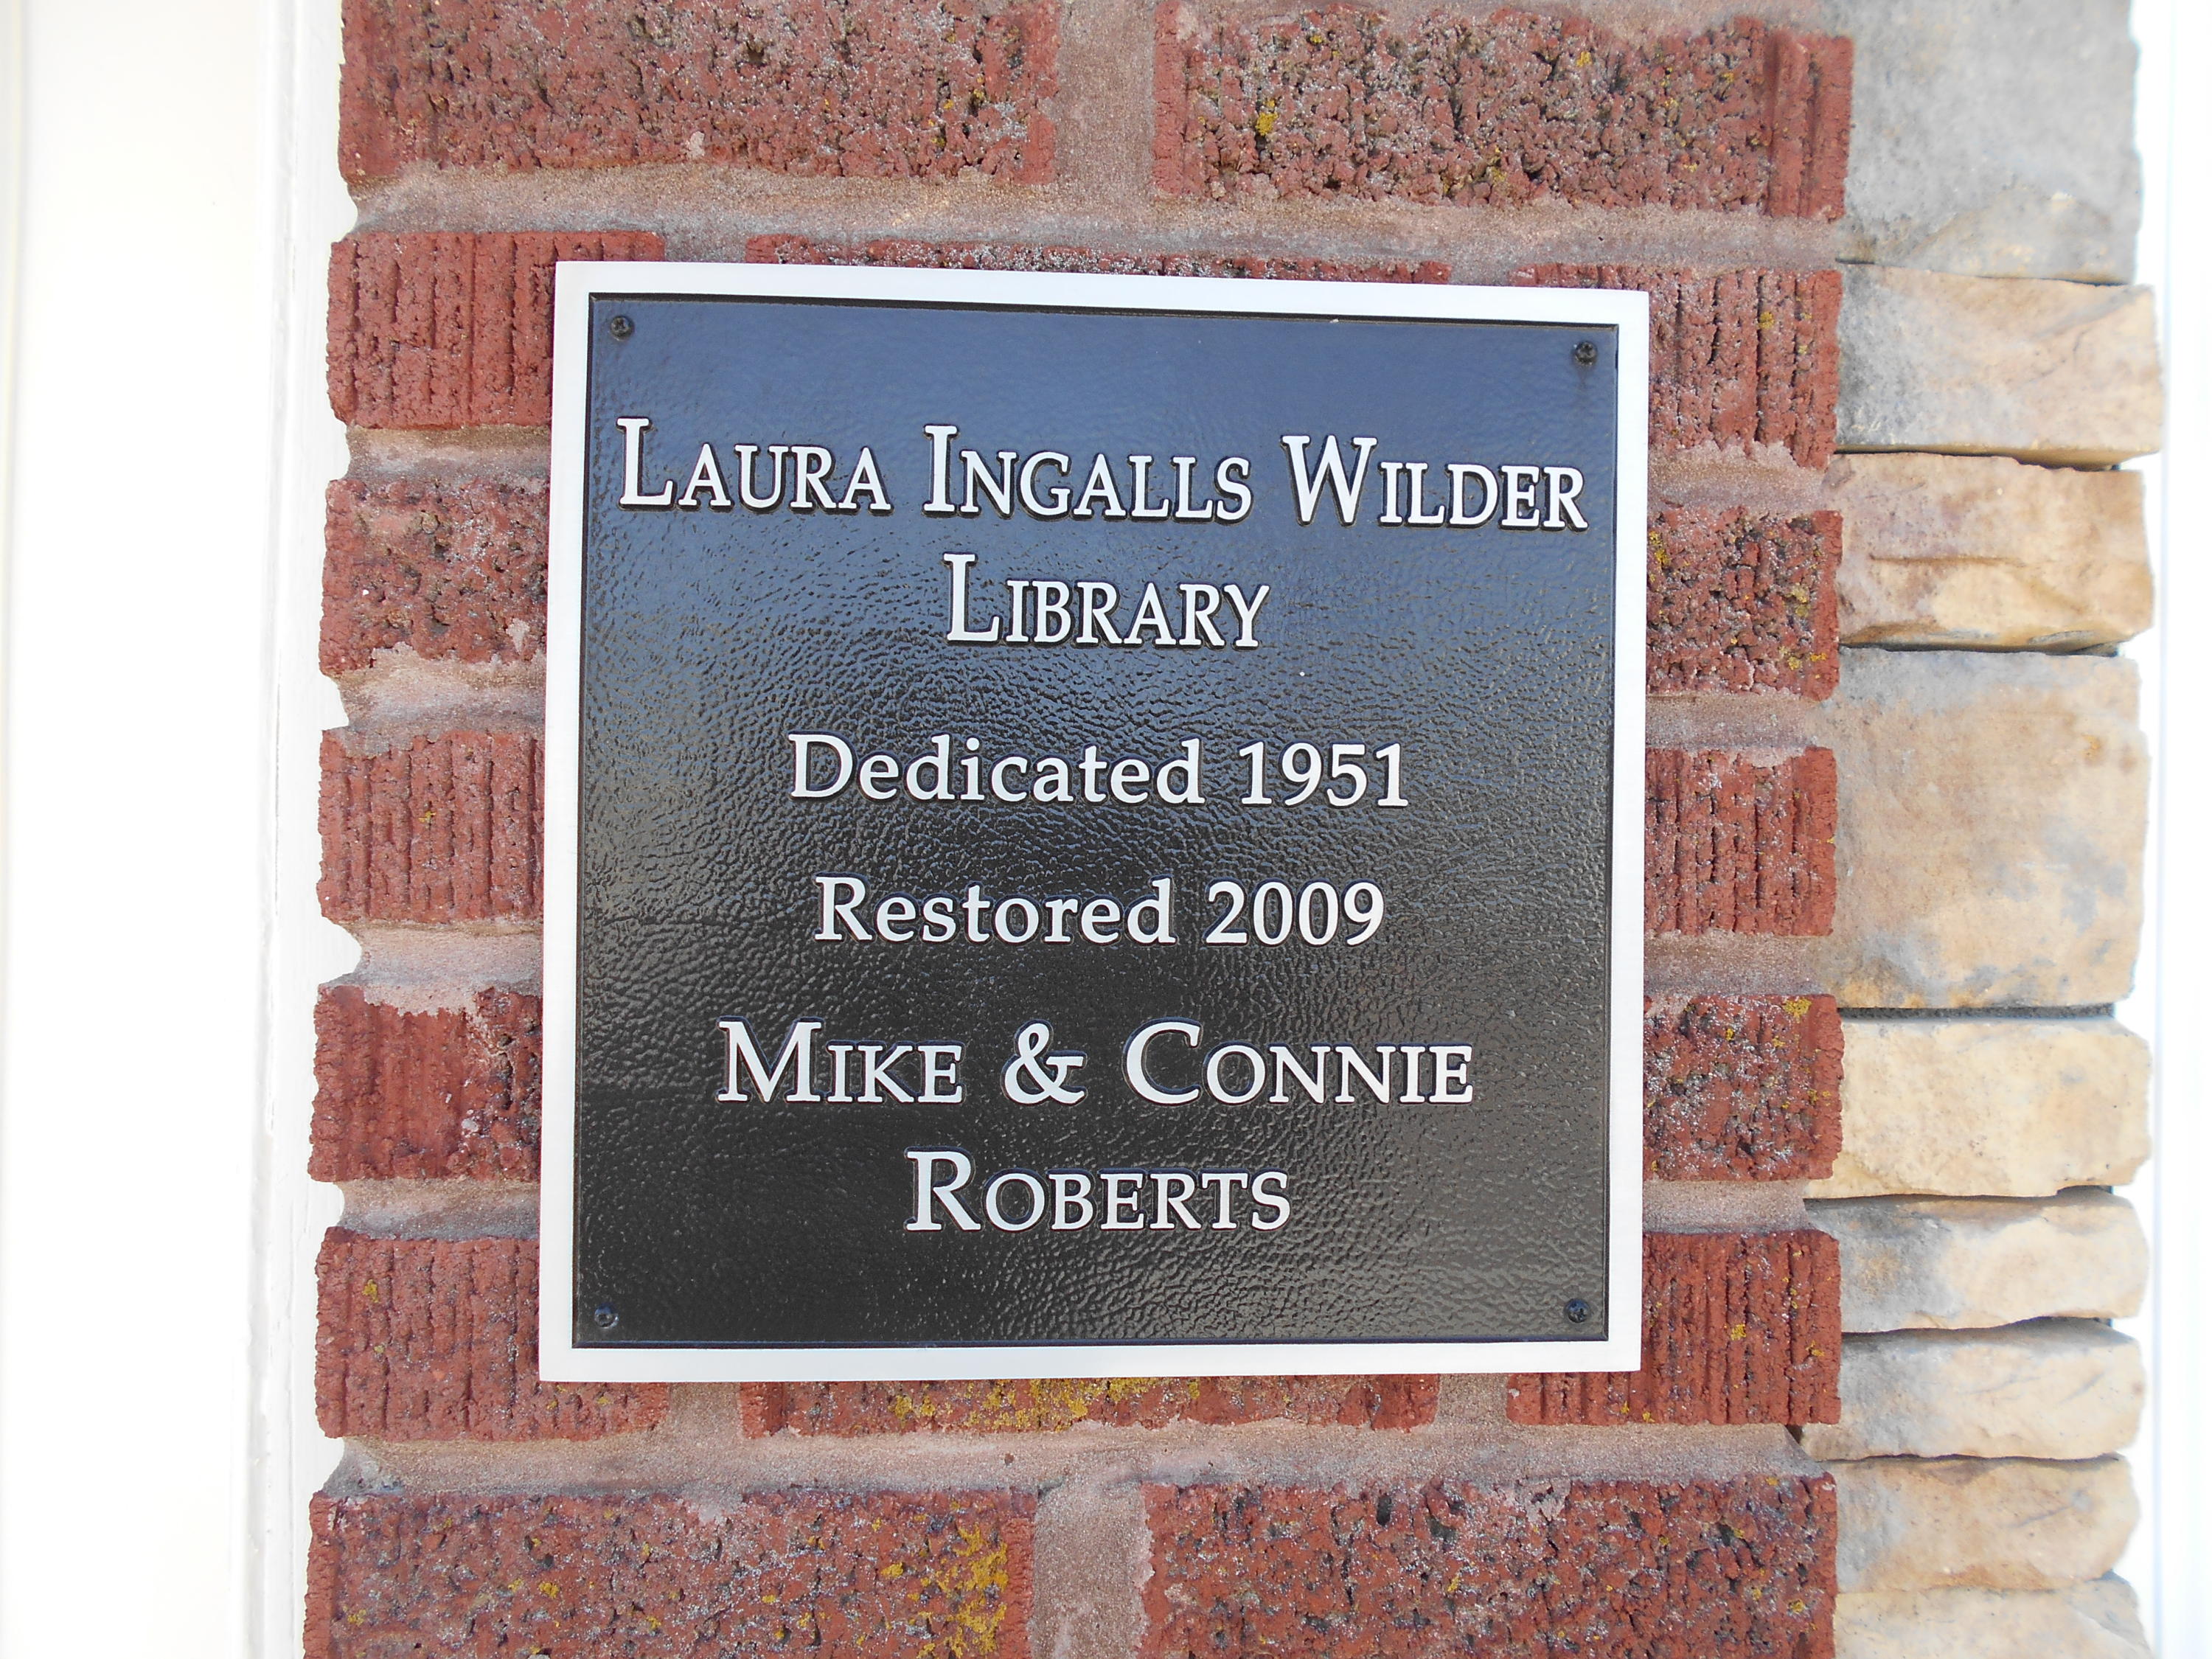 LAURA INGALLS WILDER
LIBRARY
Dedicated 1951
Restored 2009
MIKE & CONNIE
ROBERTS